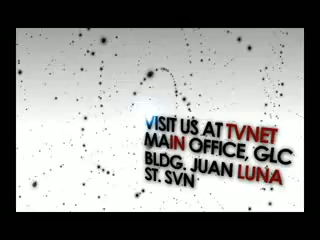 VISIT US AT TVNET
MAIN OFFICE, GLC
BLDG. JUAN LUNA
ST. SVN